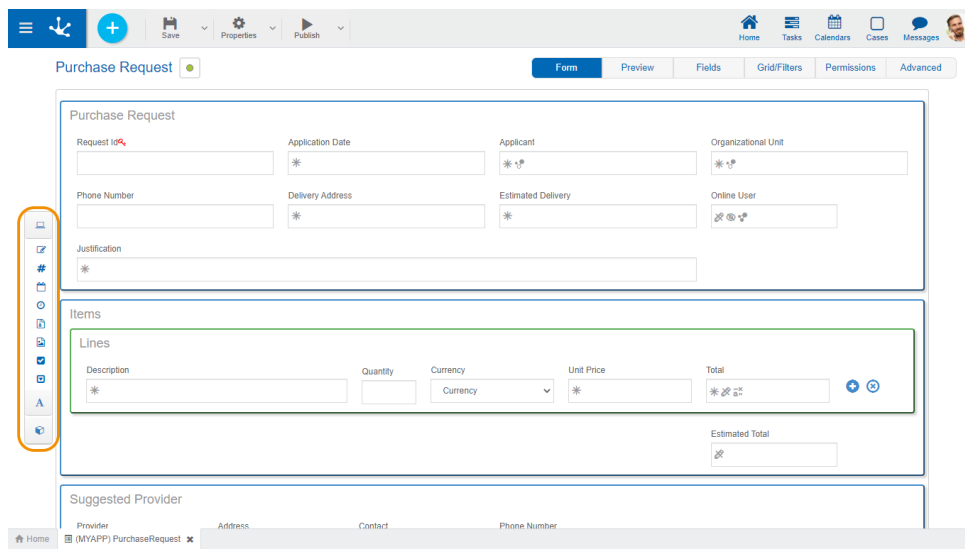 Save Properties Publish Home Tasks Calendars Cases Messages
Purchase Request Form Preview Fields Grid/Filters Permissions Advanced
Purchase Request
Request Id Application Date Applicant Organizational Unit
Phone Number Delivery Address Estimated Delivery Online User
Justification
Items
Lines
Description Quantity Currency Unit Price Total
Currency
Estimated Total
Suggested Provider
Provider Address Contact Phone Number
Home (MYAPP) PurchaseRequest